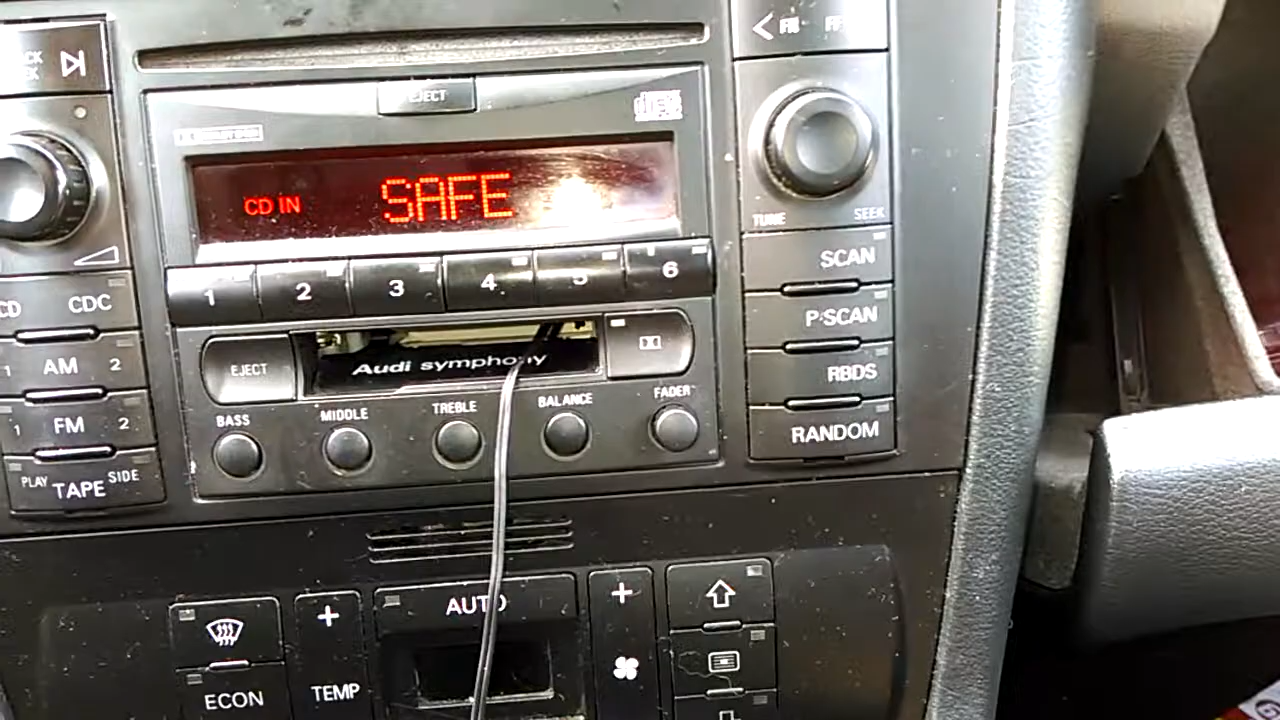 EJECT
CD IN
SAFE
TUNE
SEEK
1
2
3
4
5
6
SCAN
P·SCAN
RBDS
RANDOM
CD
CDC
1 AM 2
1 FM 2
PLAY TAPE SIDE
EJECT
Audi symphony
BASS
MIDDLE
TREBLE
BALANCE
FADER
AUTO
ECON
+
TEMP
+